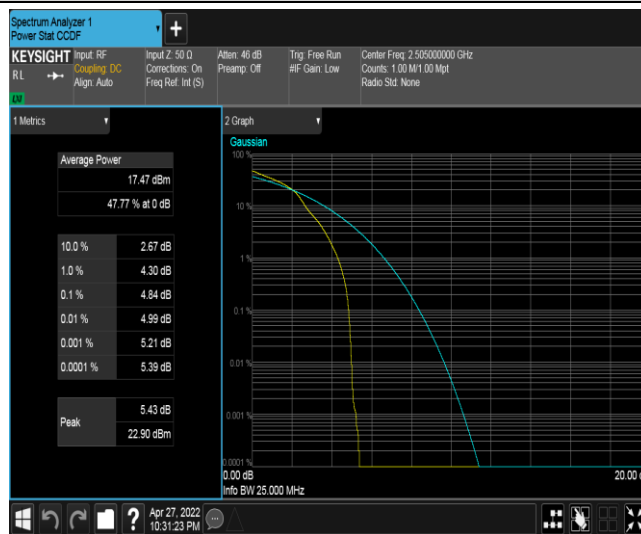 Spectrum Analyzer 1
Power Stat CCDF
+
KEYSIGHT
RL
LXI
Input: RF
Coupling: DC
Align: Auto
Input Z: 50 Ω
Corrections: On
Freq Ref: Int (S)
Atten: 46 dB
Preamp: Off
Trig: Free Run
#IF Gain: Low
Center Freq: 2.505000000 GHz
Counts: 1.00 M/1.00 Mpt
Radio Std: None
1 Metrics
Average Power
17.47 dBm
47.77 % at 0 dB
10.0 % 2.67 dB
1.0 % 4.30 dB
0.1 % 4.84 dB
0.01 % 4.99 dB
0.001 % 5.21 dB
0.0001 % 5.39 dB
Peak
5.43 dB
22.90 dBm
2 Graph
Gaussian
100 %
10 %
1 %
0.1 %
0.01 %
0.001 %
0.0001 %
0.00 dB
20.00
Info BW 25.000 MHz
?
Apr 27, 2022
10:31:23 PM